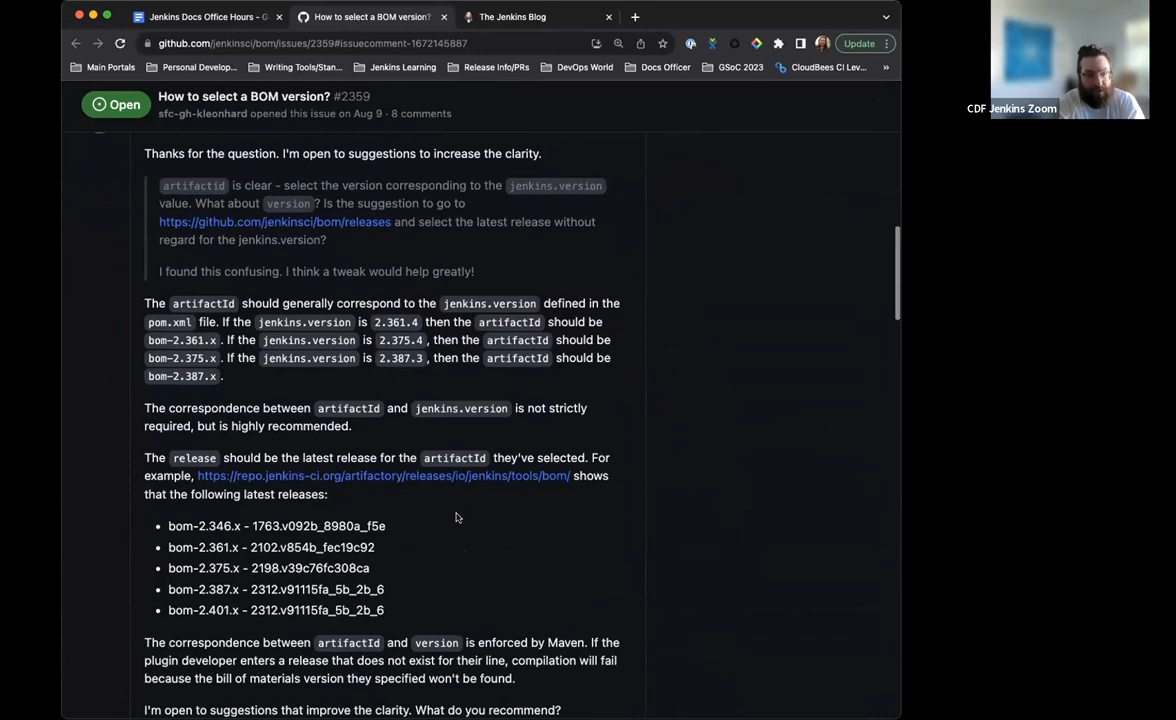 Jenkins Docs Office Hours - G
How to select a BOM version?
The Jenkins Blog
github.com/jenkinsci/bom/issues/2359#issuecomment-1672145887
Update
Main Portals
Personal Develop...
Writing Tools/Stan...
Jenkins Learning
Release Info/PRs
DevOps World
Docs Officer
GSoC 2023
CloudBees CI Lev...
»
CDF Jenkins Zoom
Open
How to select a BOM version? #2359
sfc-gh-kleonhard opened this issue on Aug 9 · 8 comments
Thanks for the question. I'm open to suggestions to increase the clarity.
artifactid is clear - select the version corresponding to the jenkins.version
value. What about version? Is the suggestion to go to
https://github.com/jenkinsci/bom/releases and select the latest release without
regard for the jenkins.version?
I found this confusing. I think a tweak would help greatly!
The artifactId should generally correspond to the jenkins.version defined in the
pom.xml file. If the jenkins.version is 2.361.4 then the artifactId should be
bom-2.361.x. If the jenkins.version is 2.375.4, then the artifactId should be
bom-2.375.x. If the jenkins.version is 2.387.3, then the artifactId should be
bom-2.387.x.
The correspondence between artifactId and jenkins.version is not strictly
required, but is highly recommended.
The release should be the latest release for the artifactId they've selected. For
example, https://repo.jenkins-ci.org/artifactory/releases/io/jenkins/tools/bom/ shows
that the following latest releases:
• bom-2.346.x - 1763.v092b_8980a_f5e
• bom-2.361.x - 2102.v854b_fec19c92
• bom-2.375.x - 2198.v39c76fc308ca
• bom-2.387.x - 2312.v91115fa_5b_2b_6
• bom-2.401.x - 2312.v91115fa_5b_2b_6
The correspondence between artifactId and version is enforced by Maven. If the
plugin developer enters a release that does not exist for their line, compilation will fail
because the bill of materials version they specified won't be found.
I'm open to suggestions that improve the clarity. What do you recommend?